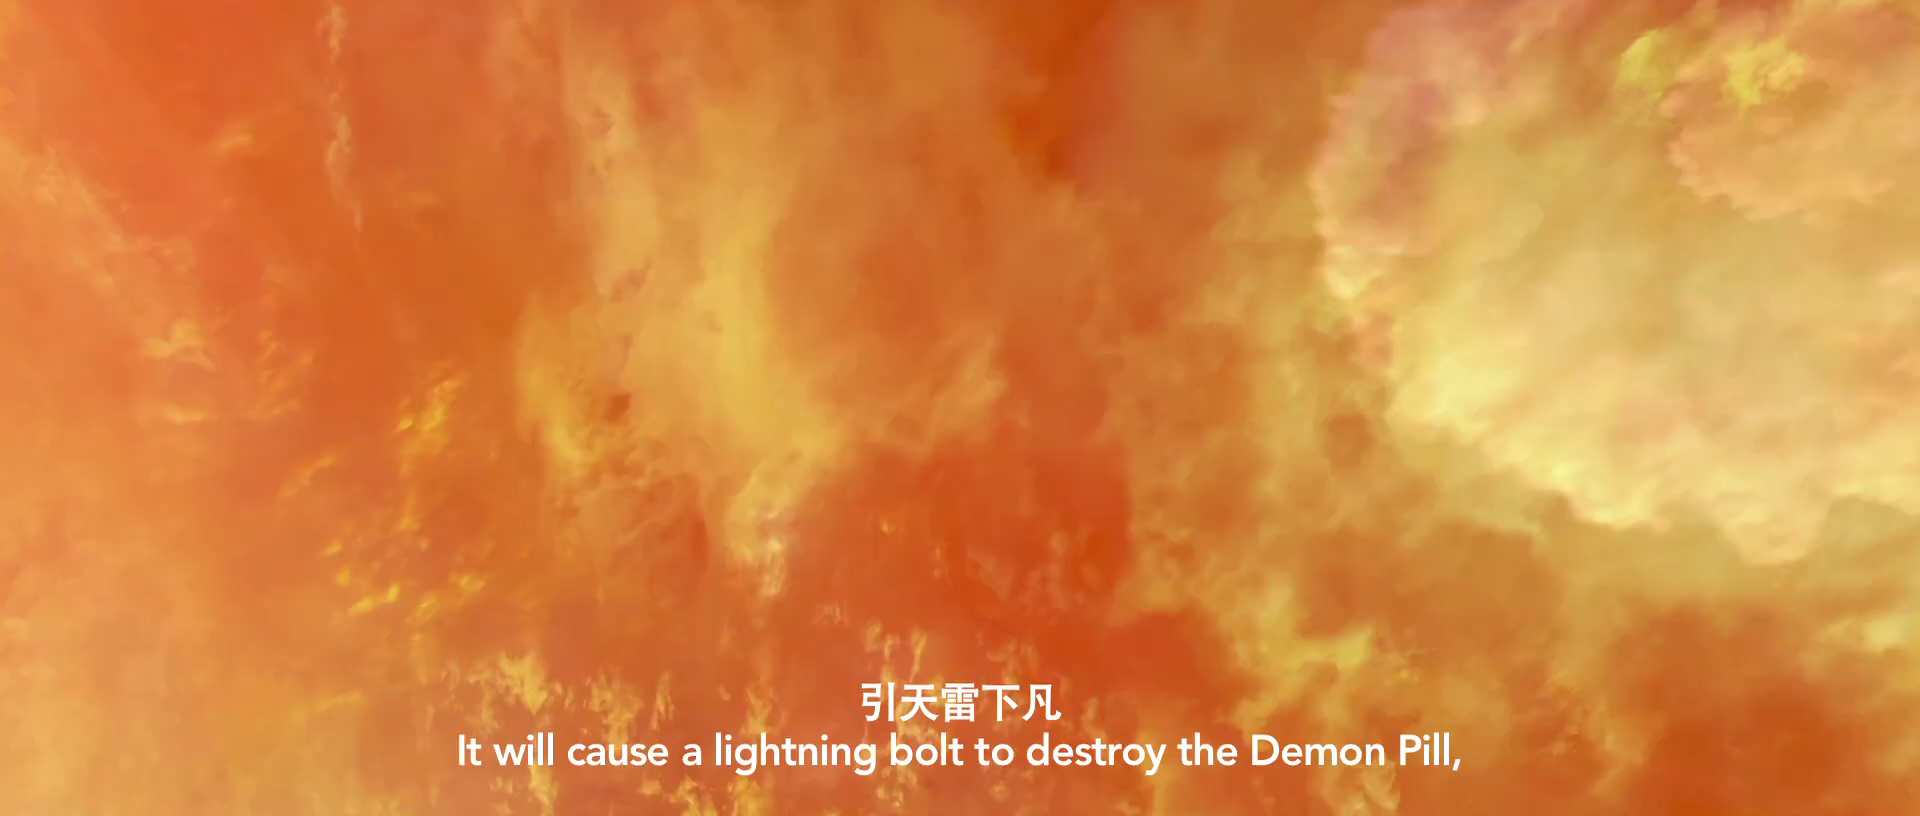 引天雷下凡
It will cause a lightning bolt to destroy the Demon Pill,